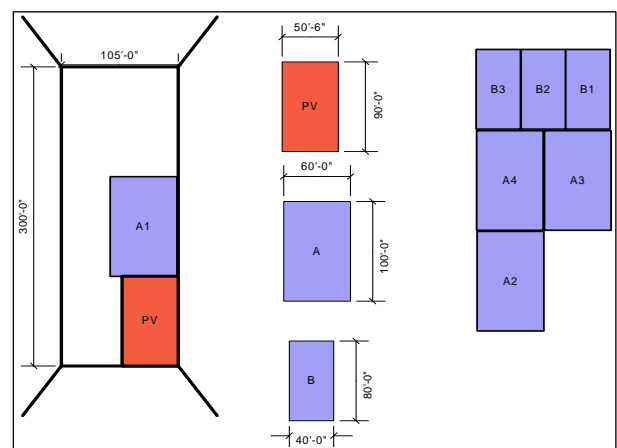 105'-0"
300'-0"
A1
PV
50'-6"
PV
90'-0"
60'-0"
A
100'-0"
B
80'-0"
40'-0"
B3 B2 B1
A4 A3
A2